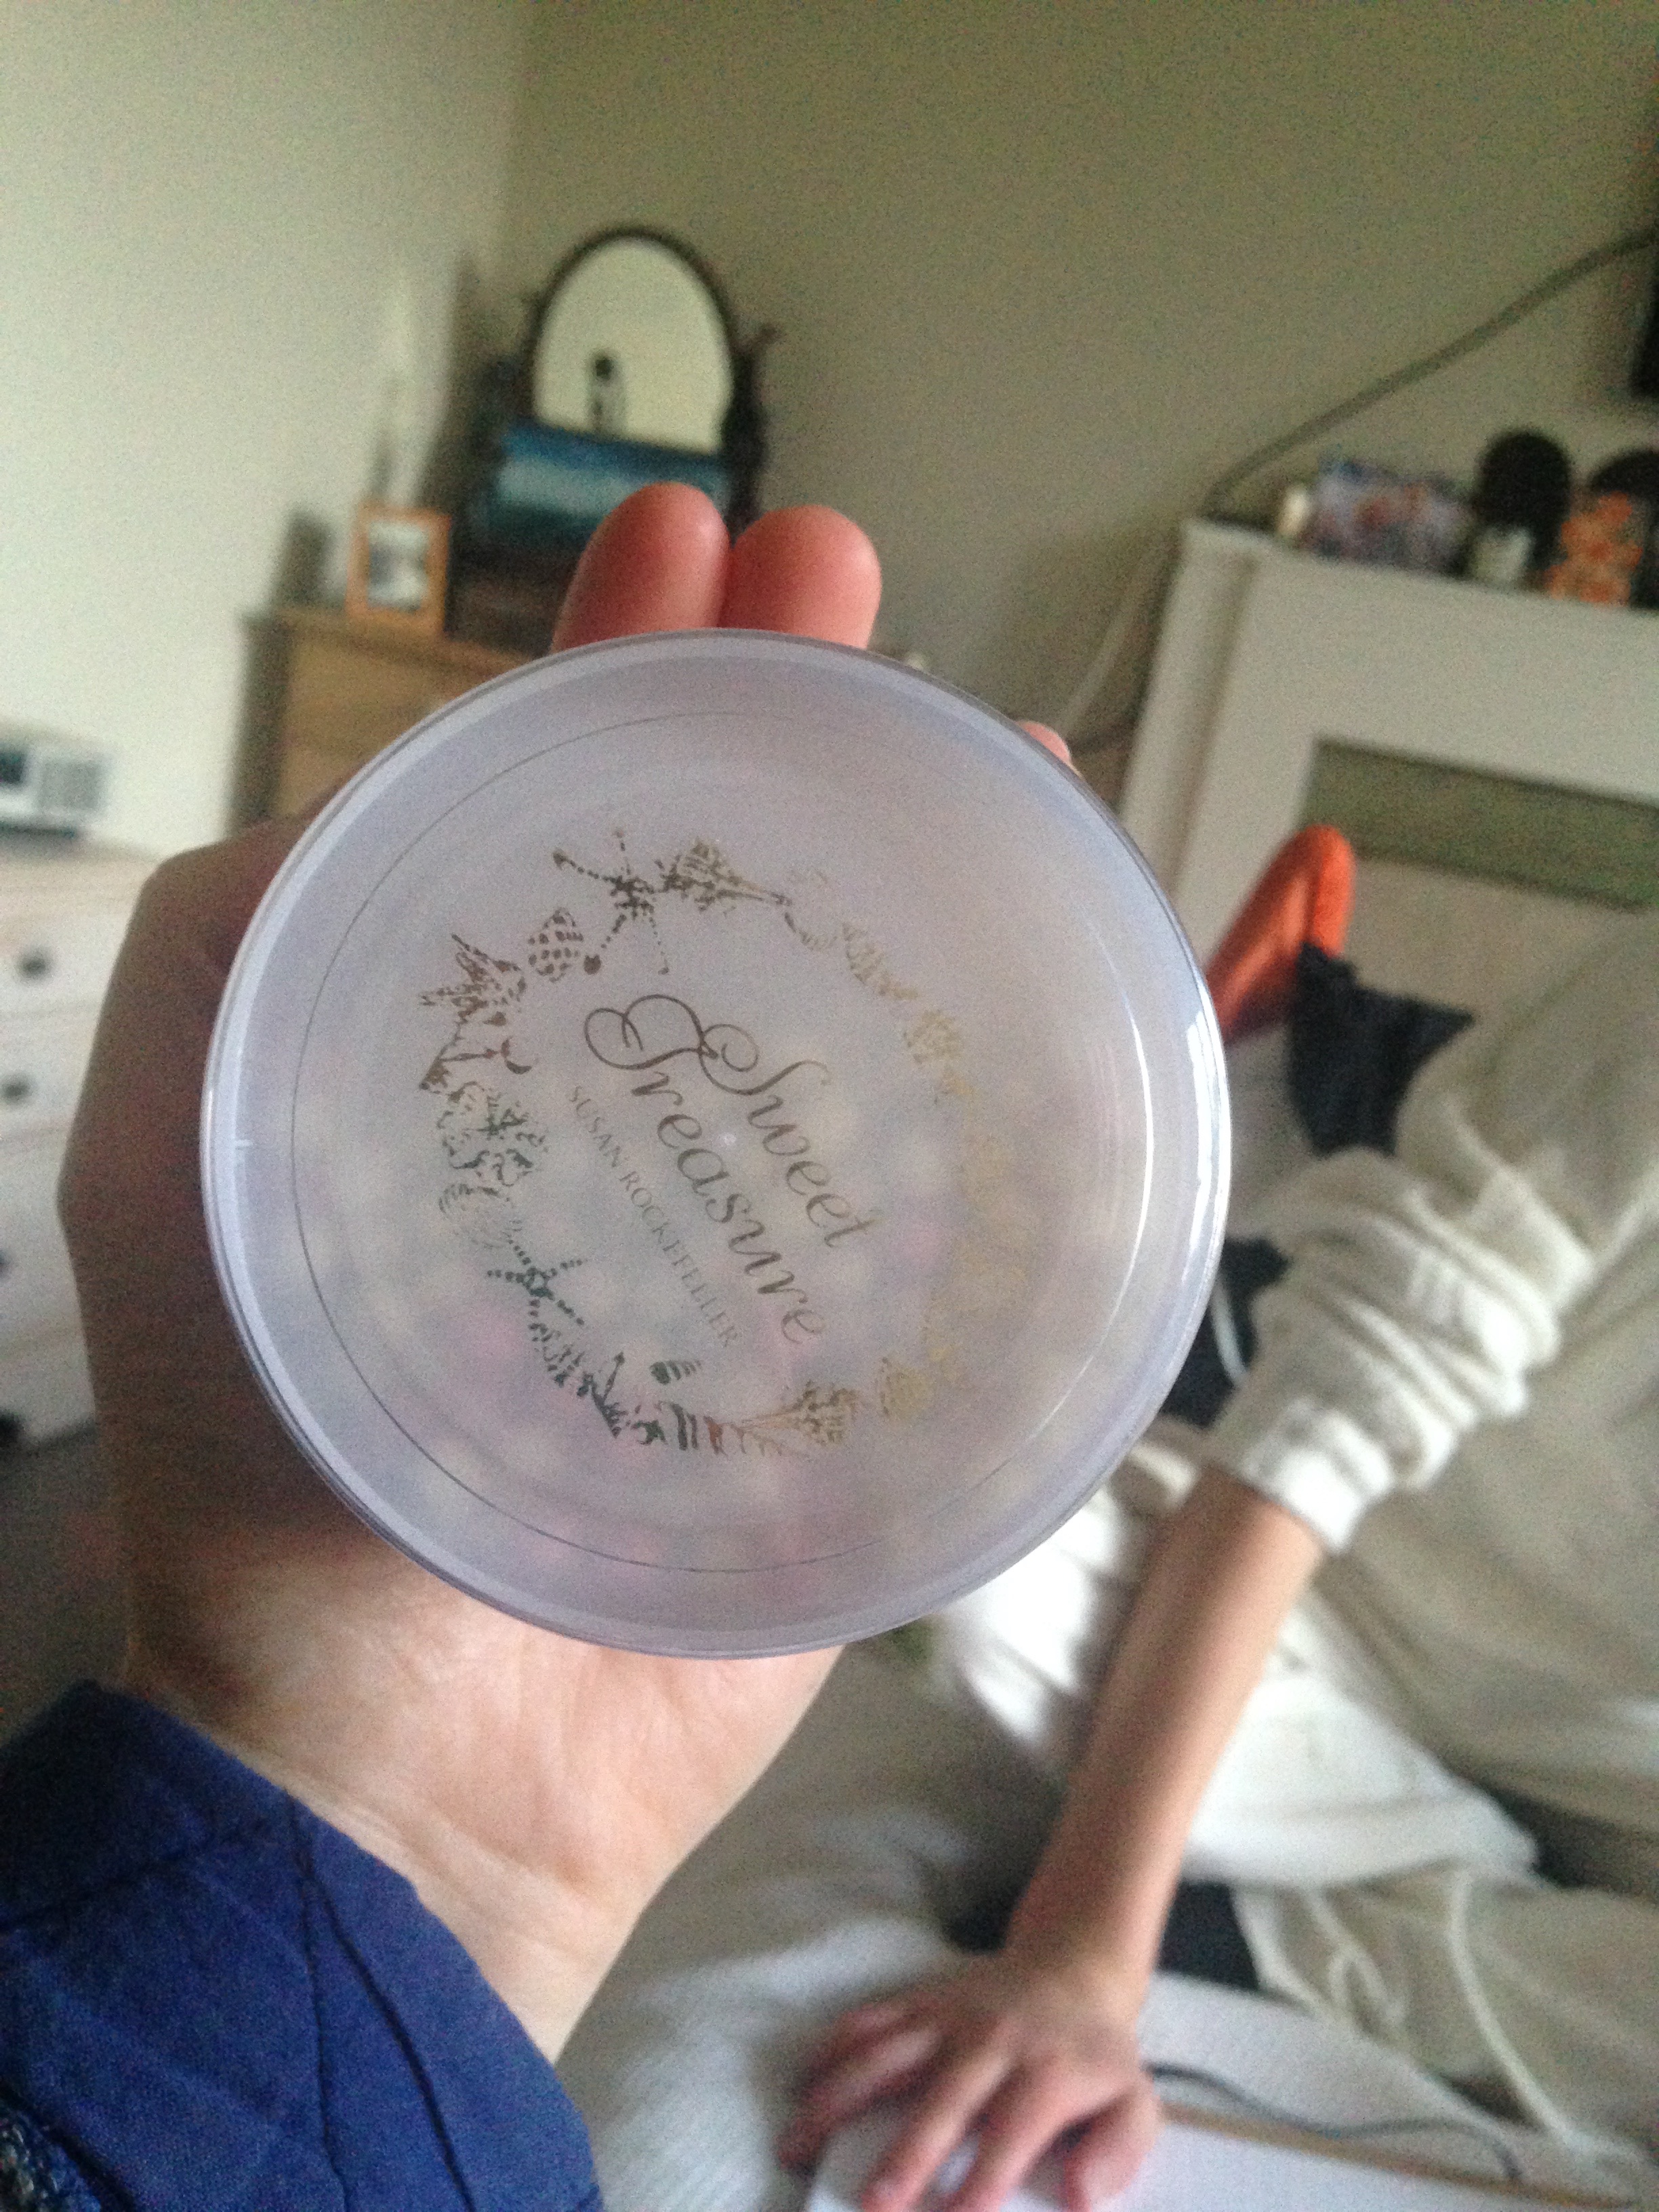 Sweet
Treasure
SUSAN ROCKEFELLER